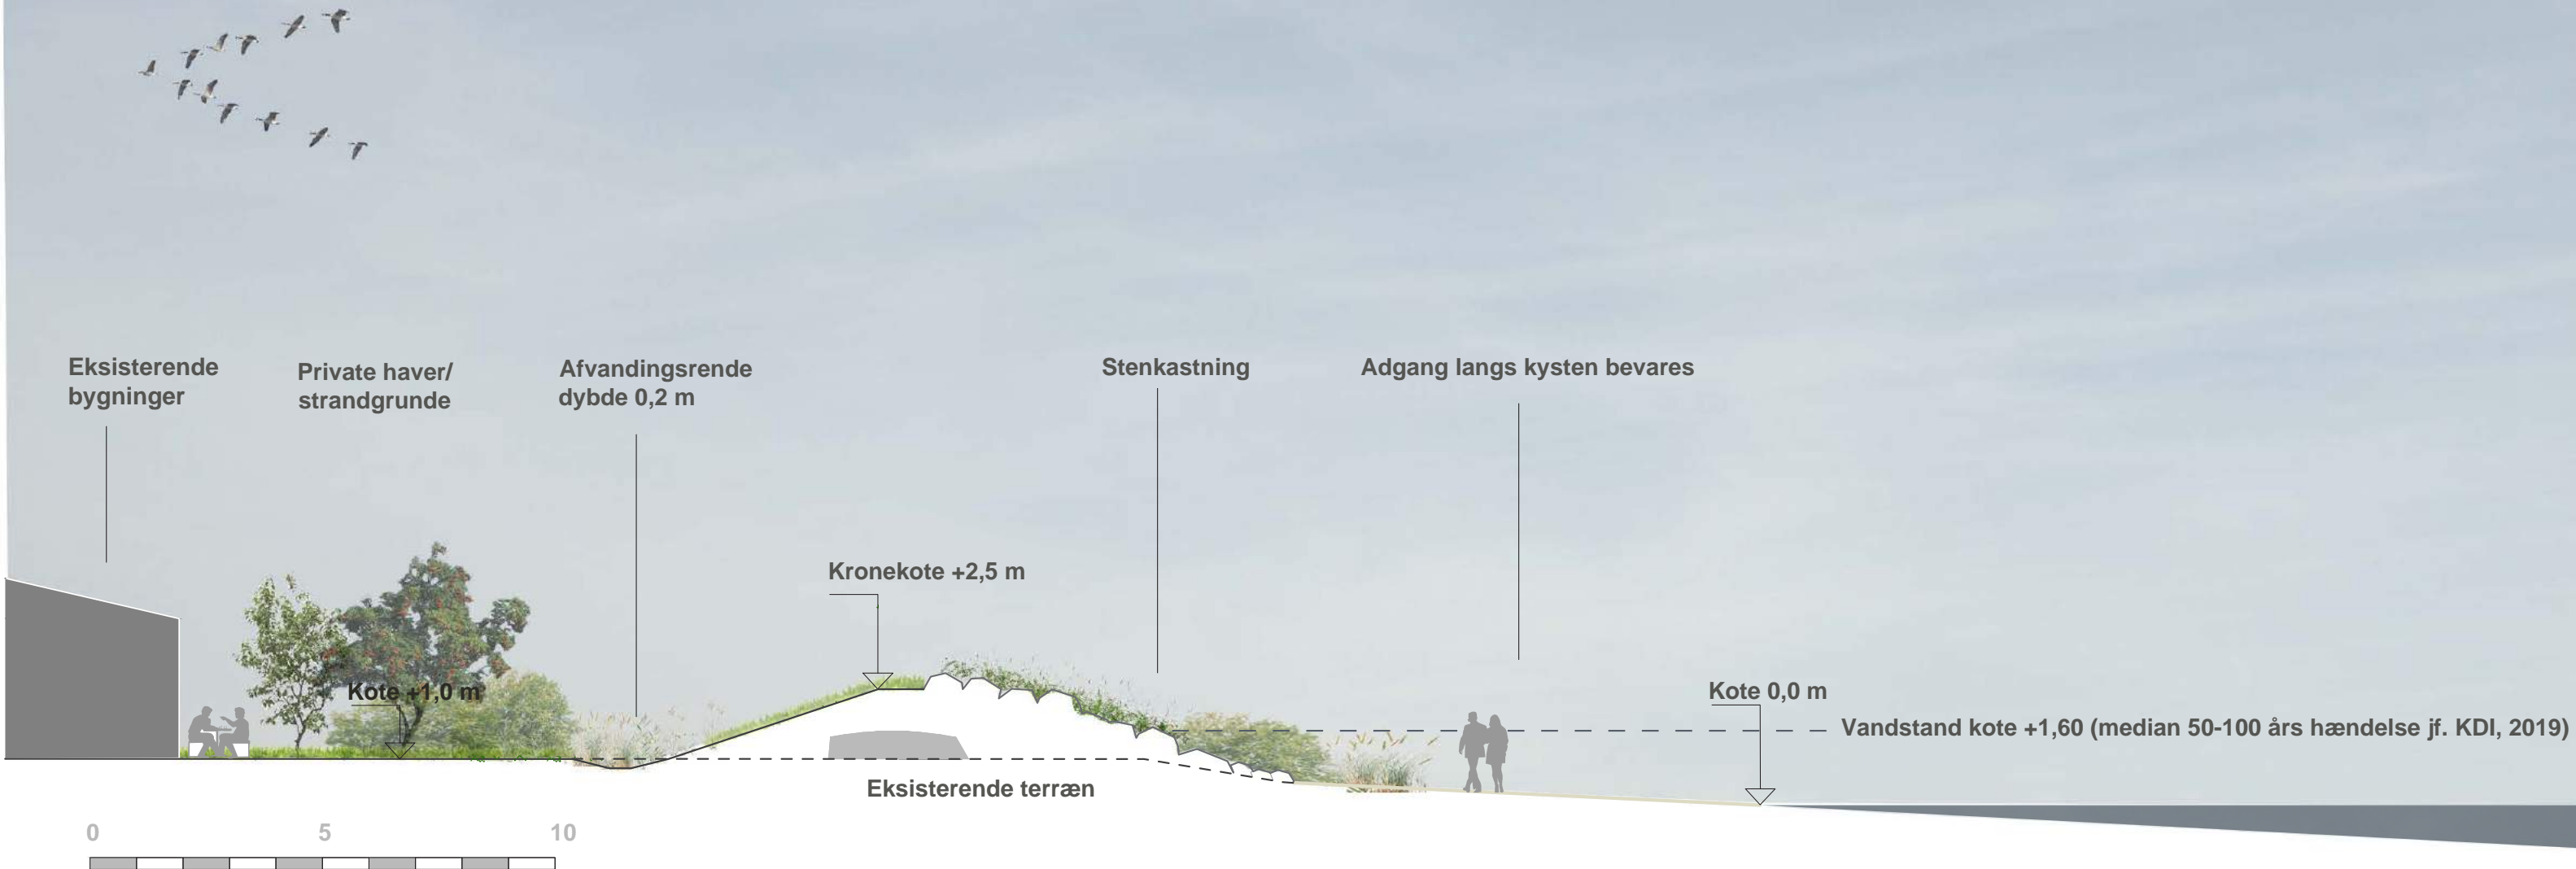 Eksisterende
bygninger
Private haver/
strandgrunde
Afvandingsrende
dybde 0,2 m
Stenkastning
Adgang langs kysten bevares
Kronekote +2,5 m
Kote +1,0 m
Kote 0,0 m
Vandstand kote +1,60 (median 50-100 års hændelse jf. KDI, 2019)
Eksisterende terræn
0 5 10